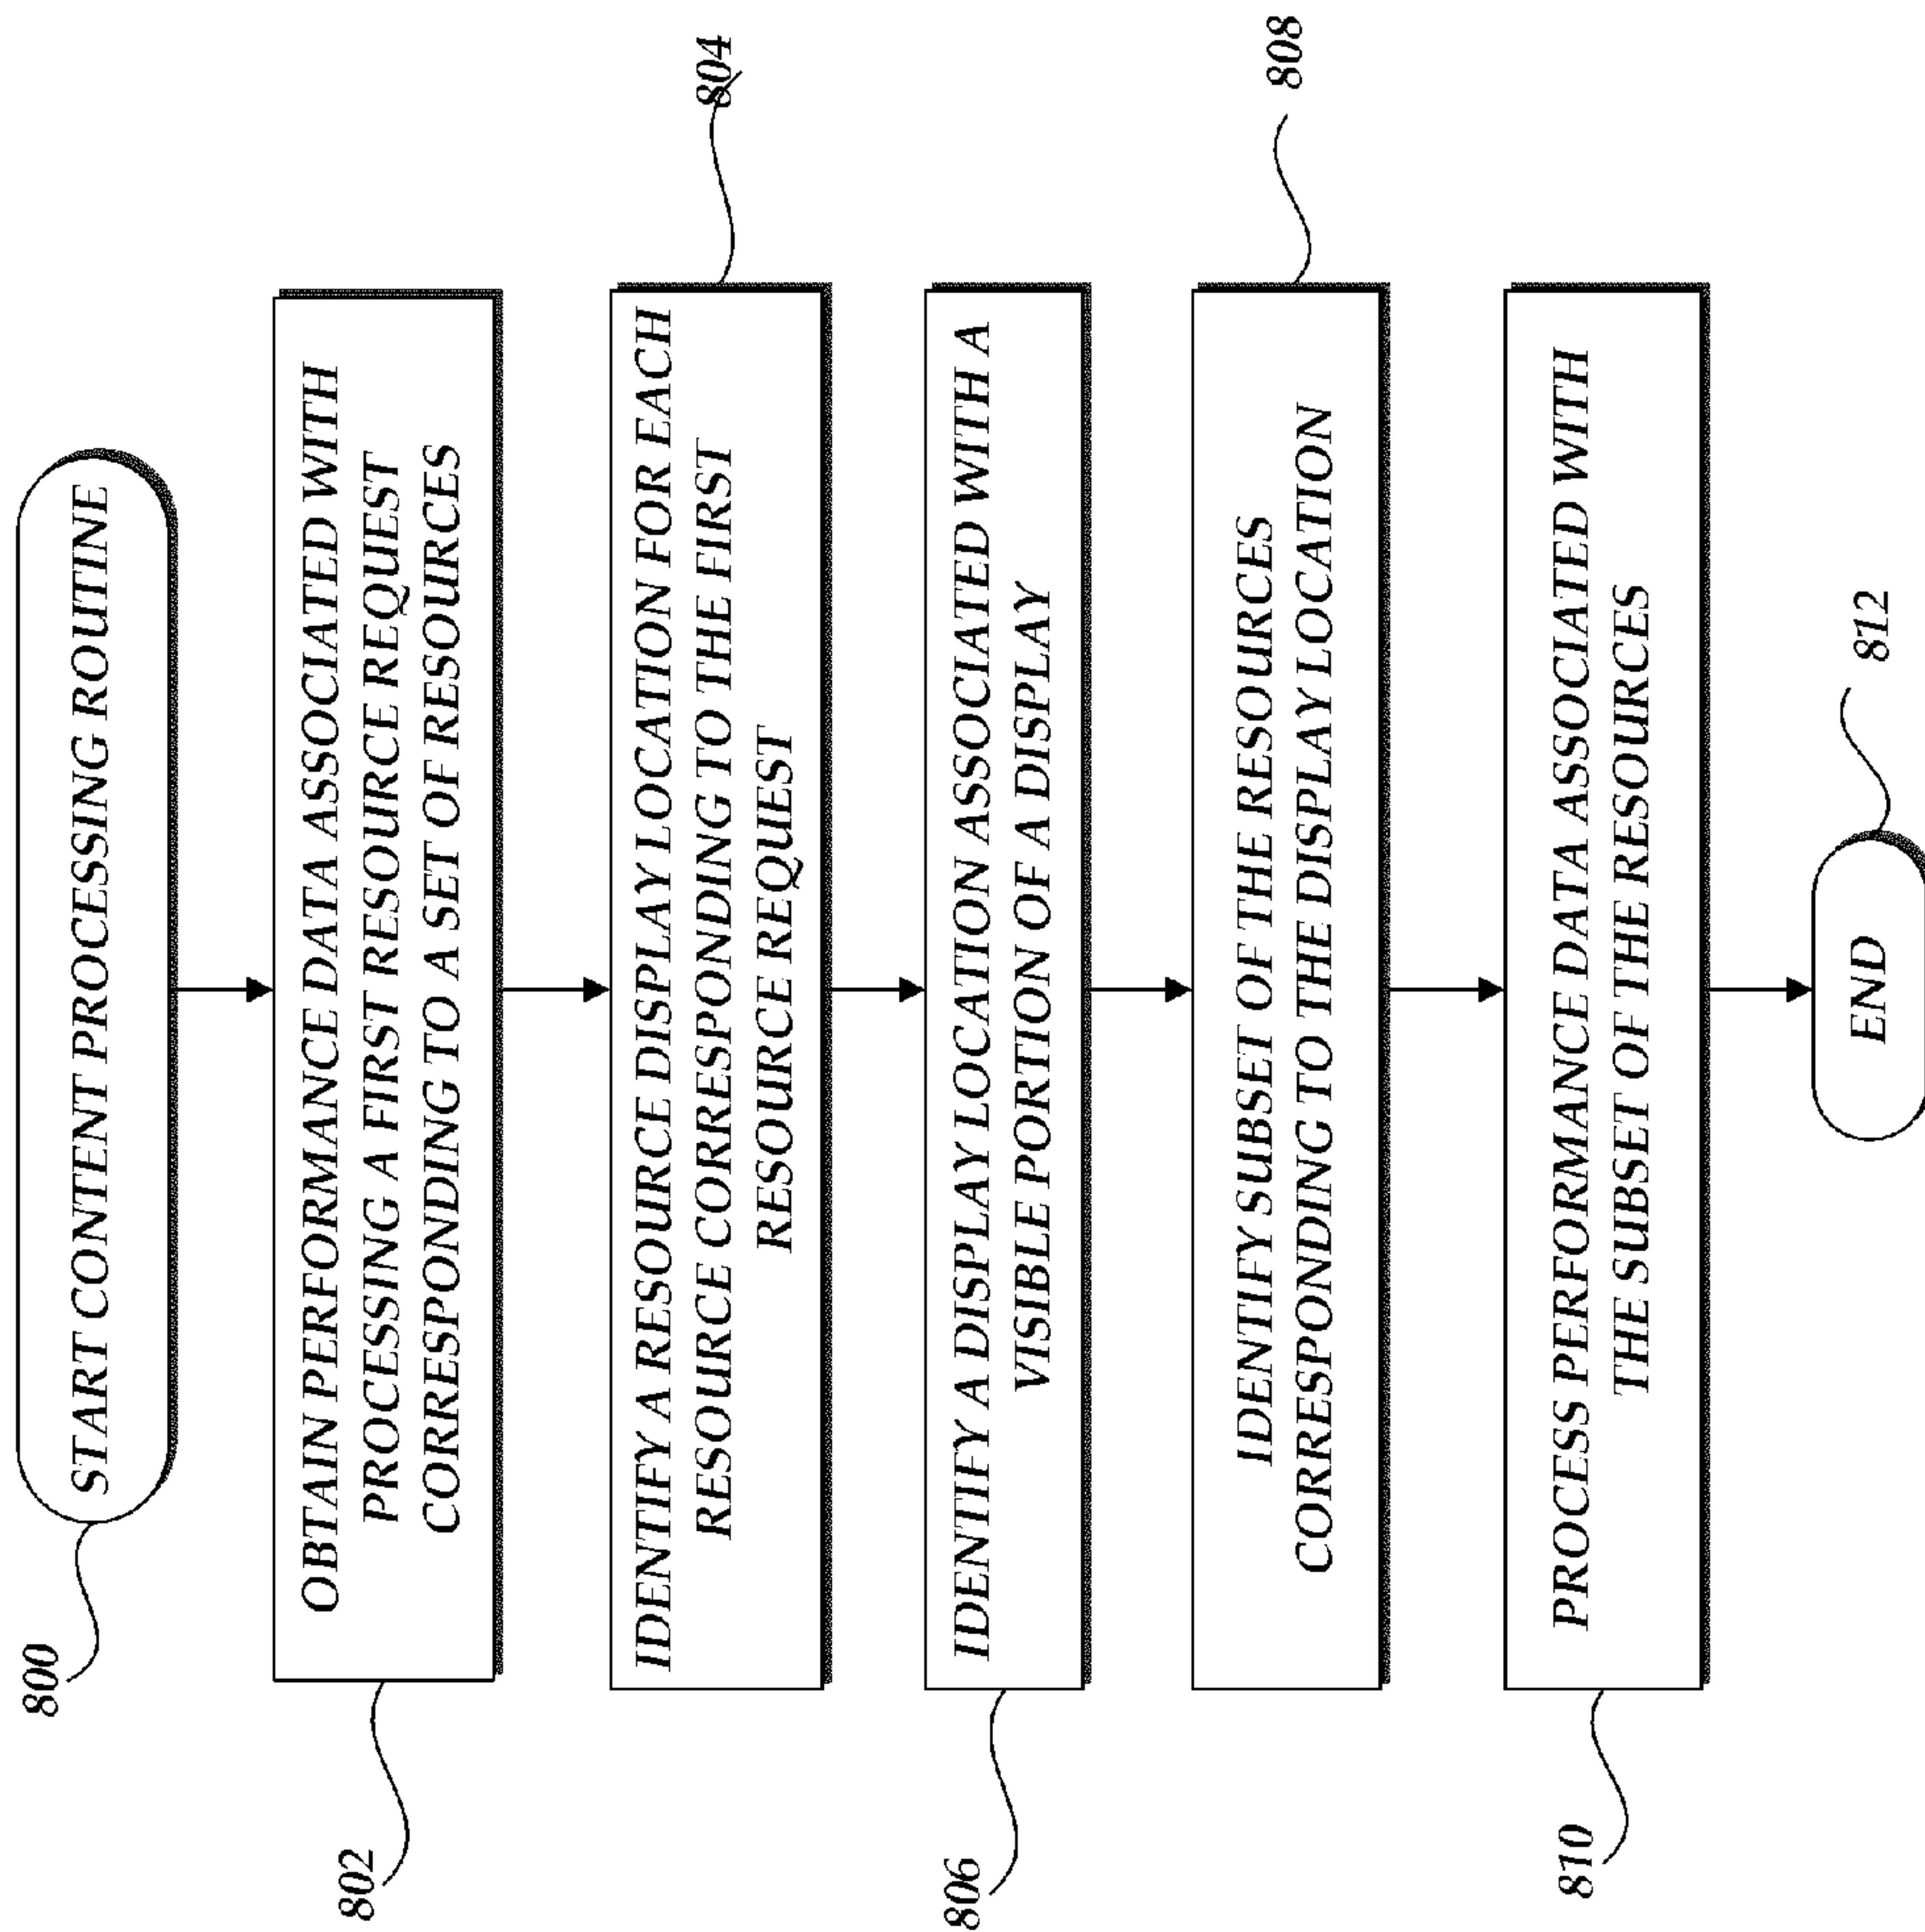 800
START CONTENT PROCESSING ROUTINE
802
OBTAIN PERFORMANCE DATA ASSOCIATED WITH
PROCESSING A FIRST RESOURCE REQUEST
CORRESPONDING TO A SET OF RESOURCES
804
IDENTIFY A RESOURCE DISPLAY LOCATION FOR EACH
RESOURCE CORRESPONDING TO THE FIRST
RESOURCE REQUEST
806
IDENTIFY A DISPLAY LOCATION ASSOCIATED WITH A
VISIBLE PORTION OF A DISPLAY
808
IDENTIFY SUBSET OF THE RESOURCES
CORRESPONDING TO THE DISPLAY LOCATION
810
PROCESS PERFORMANCE DATA ASSOCIATED WITH
THE SUBSET OF THE RESOURCES
812
END